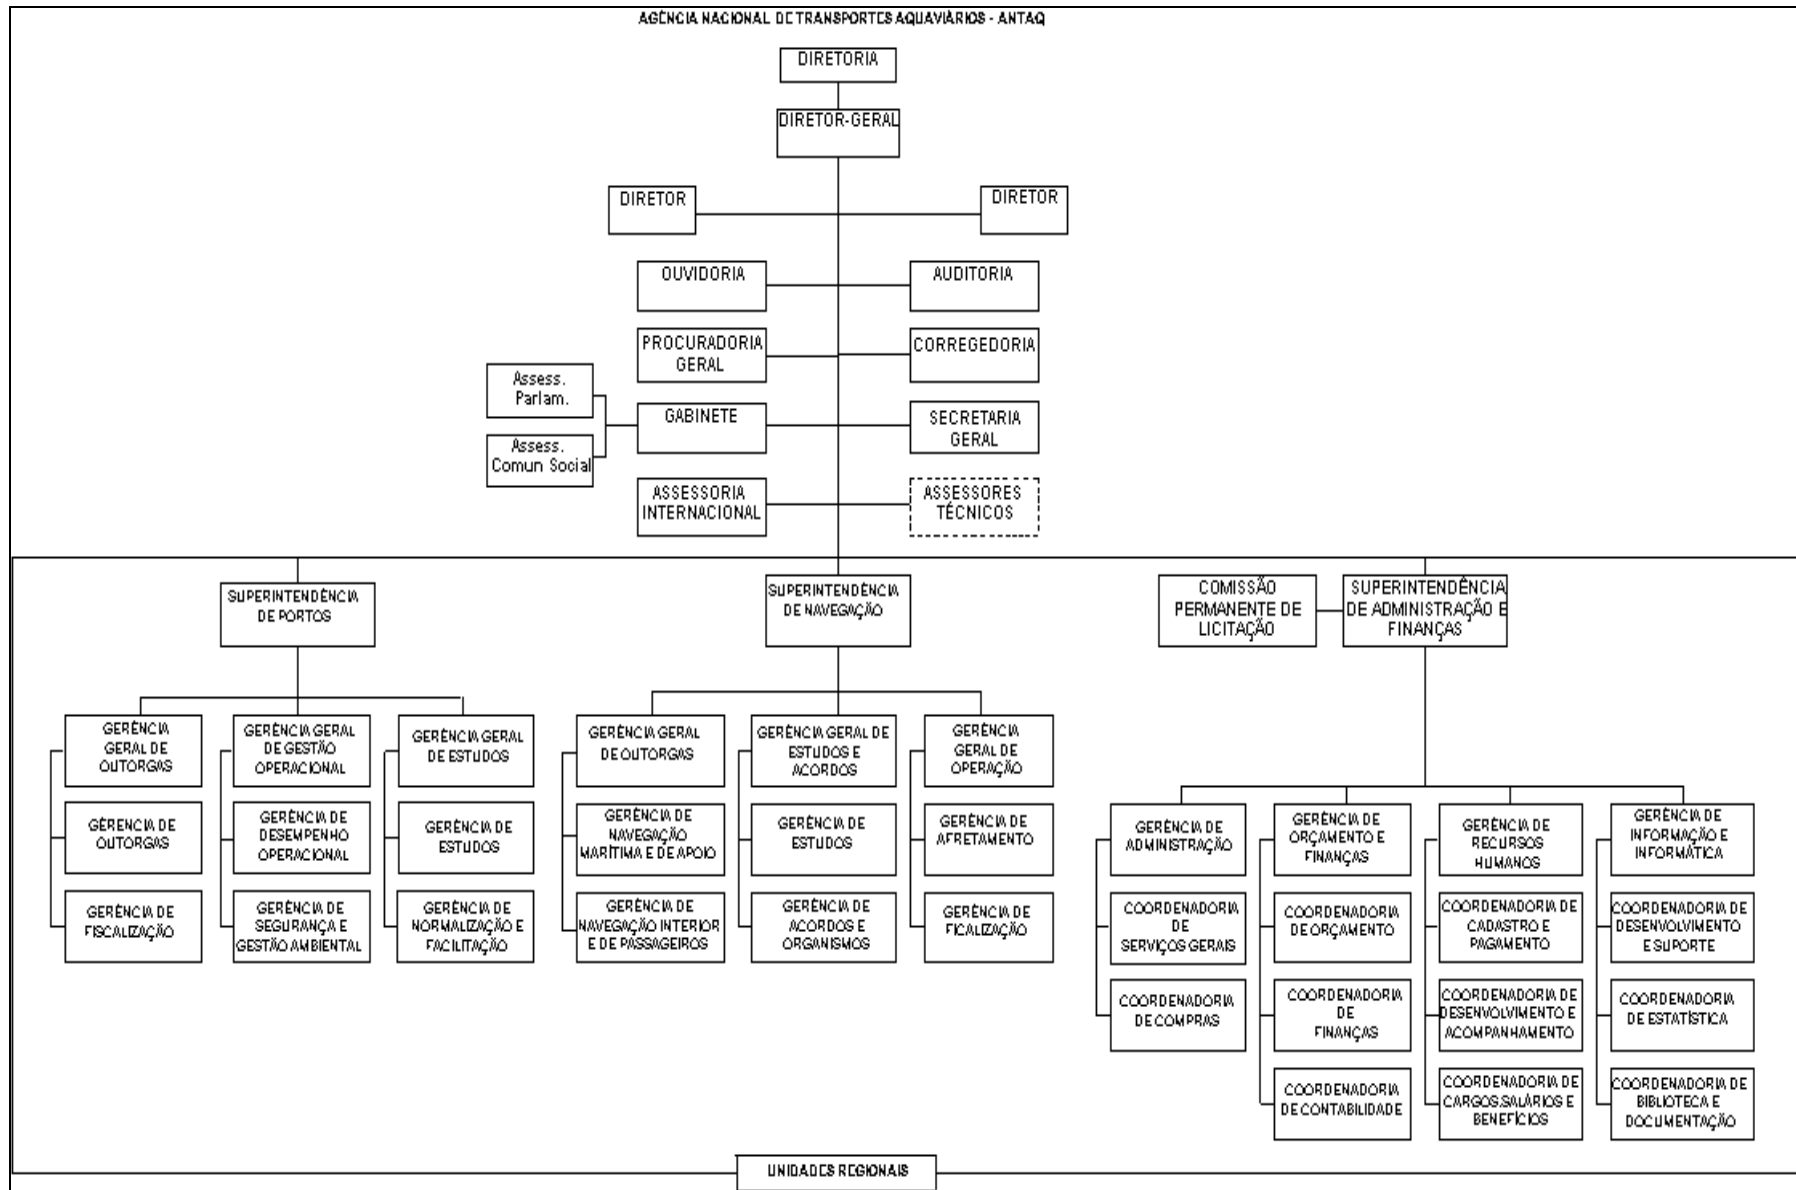 AGÊNCIA NACIONAL DE TRANSPORTES AQUAVIÁRIOS - ANTAQ
DIRETORIA
DIRETOR-GERAL
DIRETOR
DIRETOR
OUVIDORIA
AUDITORIA
PROCURADORIA
GERAL
CORREGEDORIA
Assess.
Parlam.
GABINETE
SECRETARIA
GERAL
Assess.
Comun Social
ASSESSORIA
INTERNACIONAL
ASSESSORES
TÉCNICOS
SUPERINTENDÊNCIA
DE PORTOS
SUPERINTENDÊNCIA
DE NAVEGAÇÃO
COMISSÃO
PERMANENTE DE
LICITAÇÃO
SUPERINTENDÊNCIA
DE ADMINISTRAÇÃO E
FINANÇAS
GERÊNCIA
GERAL DE
OUTORGAS
GERÊNCIA GERAL
DE GESTÃO
OPERACIONAL
GERÊNCIA GERAL
DE ESTUDOS
GERÊNCIA GERAL
DE OUTORGAS
GERÊNCIA GERAL DE
ESTUDOS E
ACORDOS
GERÊNCIA
GERAL DE
OPERAÇÃO
GÊRENCIA DE
OUTORGAS
GERÊNCIA DE
DESEMPENHO
OPERACIONAL
GERÊNCIA DE
ESTUDOS
GERÊNCIA DE
NAVEGAÇÃO
MARÍTIMA E DE APOIO
GERÊNCIA DE
ESTUDOS
GERÊNCIA DE
AFRETAMENTO
GERÊNCIA DE
ADMINISTRAÇÃO
GERÊNCIA DE
ORÇAMENTO E
FINANÇAS
GERÊNCIA DE
RECURSOS
HUMANOS
GERÊNCIA DE
INFORMAÇÃO E
INFORMÁTICA
GERÊNCIA DE
FISCALIZAÇÃO
GERÊNCIA DE
SEGURANÇA E
GESTÃO AMBIENTAL
GERÊNCIA DE
NORMALIZAÇÃO E
FACILITAÇÃO
GERÊNCIA DE
NAVEGAÇÃO INTERIOR
E DE PASSAGEIROS
GERÊNCIA DE
ACORDOS E
ORGANISMOS
GERÊNCIA DE
FICALIZAÇÃO
COORDENADORIA
DE
SERVIÇOS GERAIS
COORDENADORIA
DE ORÇAMENTO
COORDENADORIA DE
CADASTRO E
PAGAMENTO
COORDENADORIA DE
DESENVOLVIMENTO
E SUPORTE
COORDENADORIA
DE COMPRAS
COORDENADORIA
DE
FINANÇAS
COORDENADORIA DE
DESENVOLVIMENTO E
ACOMPANHAMENTO
COORDENADORIA
DE ESTATÍSTICA
COORDENADORIA
DE CONTABILIDADE
COORDENADORIA DE
CARGOS,SALÁRIOS E
BENEFÍCIOS
COORDENADORIA DE
BIBLIOTECA E
DOCUMENTAÇÃO
UNIDADES REGIONAIS